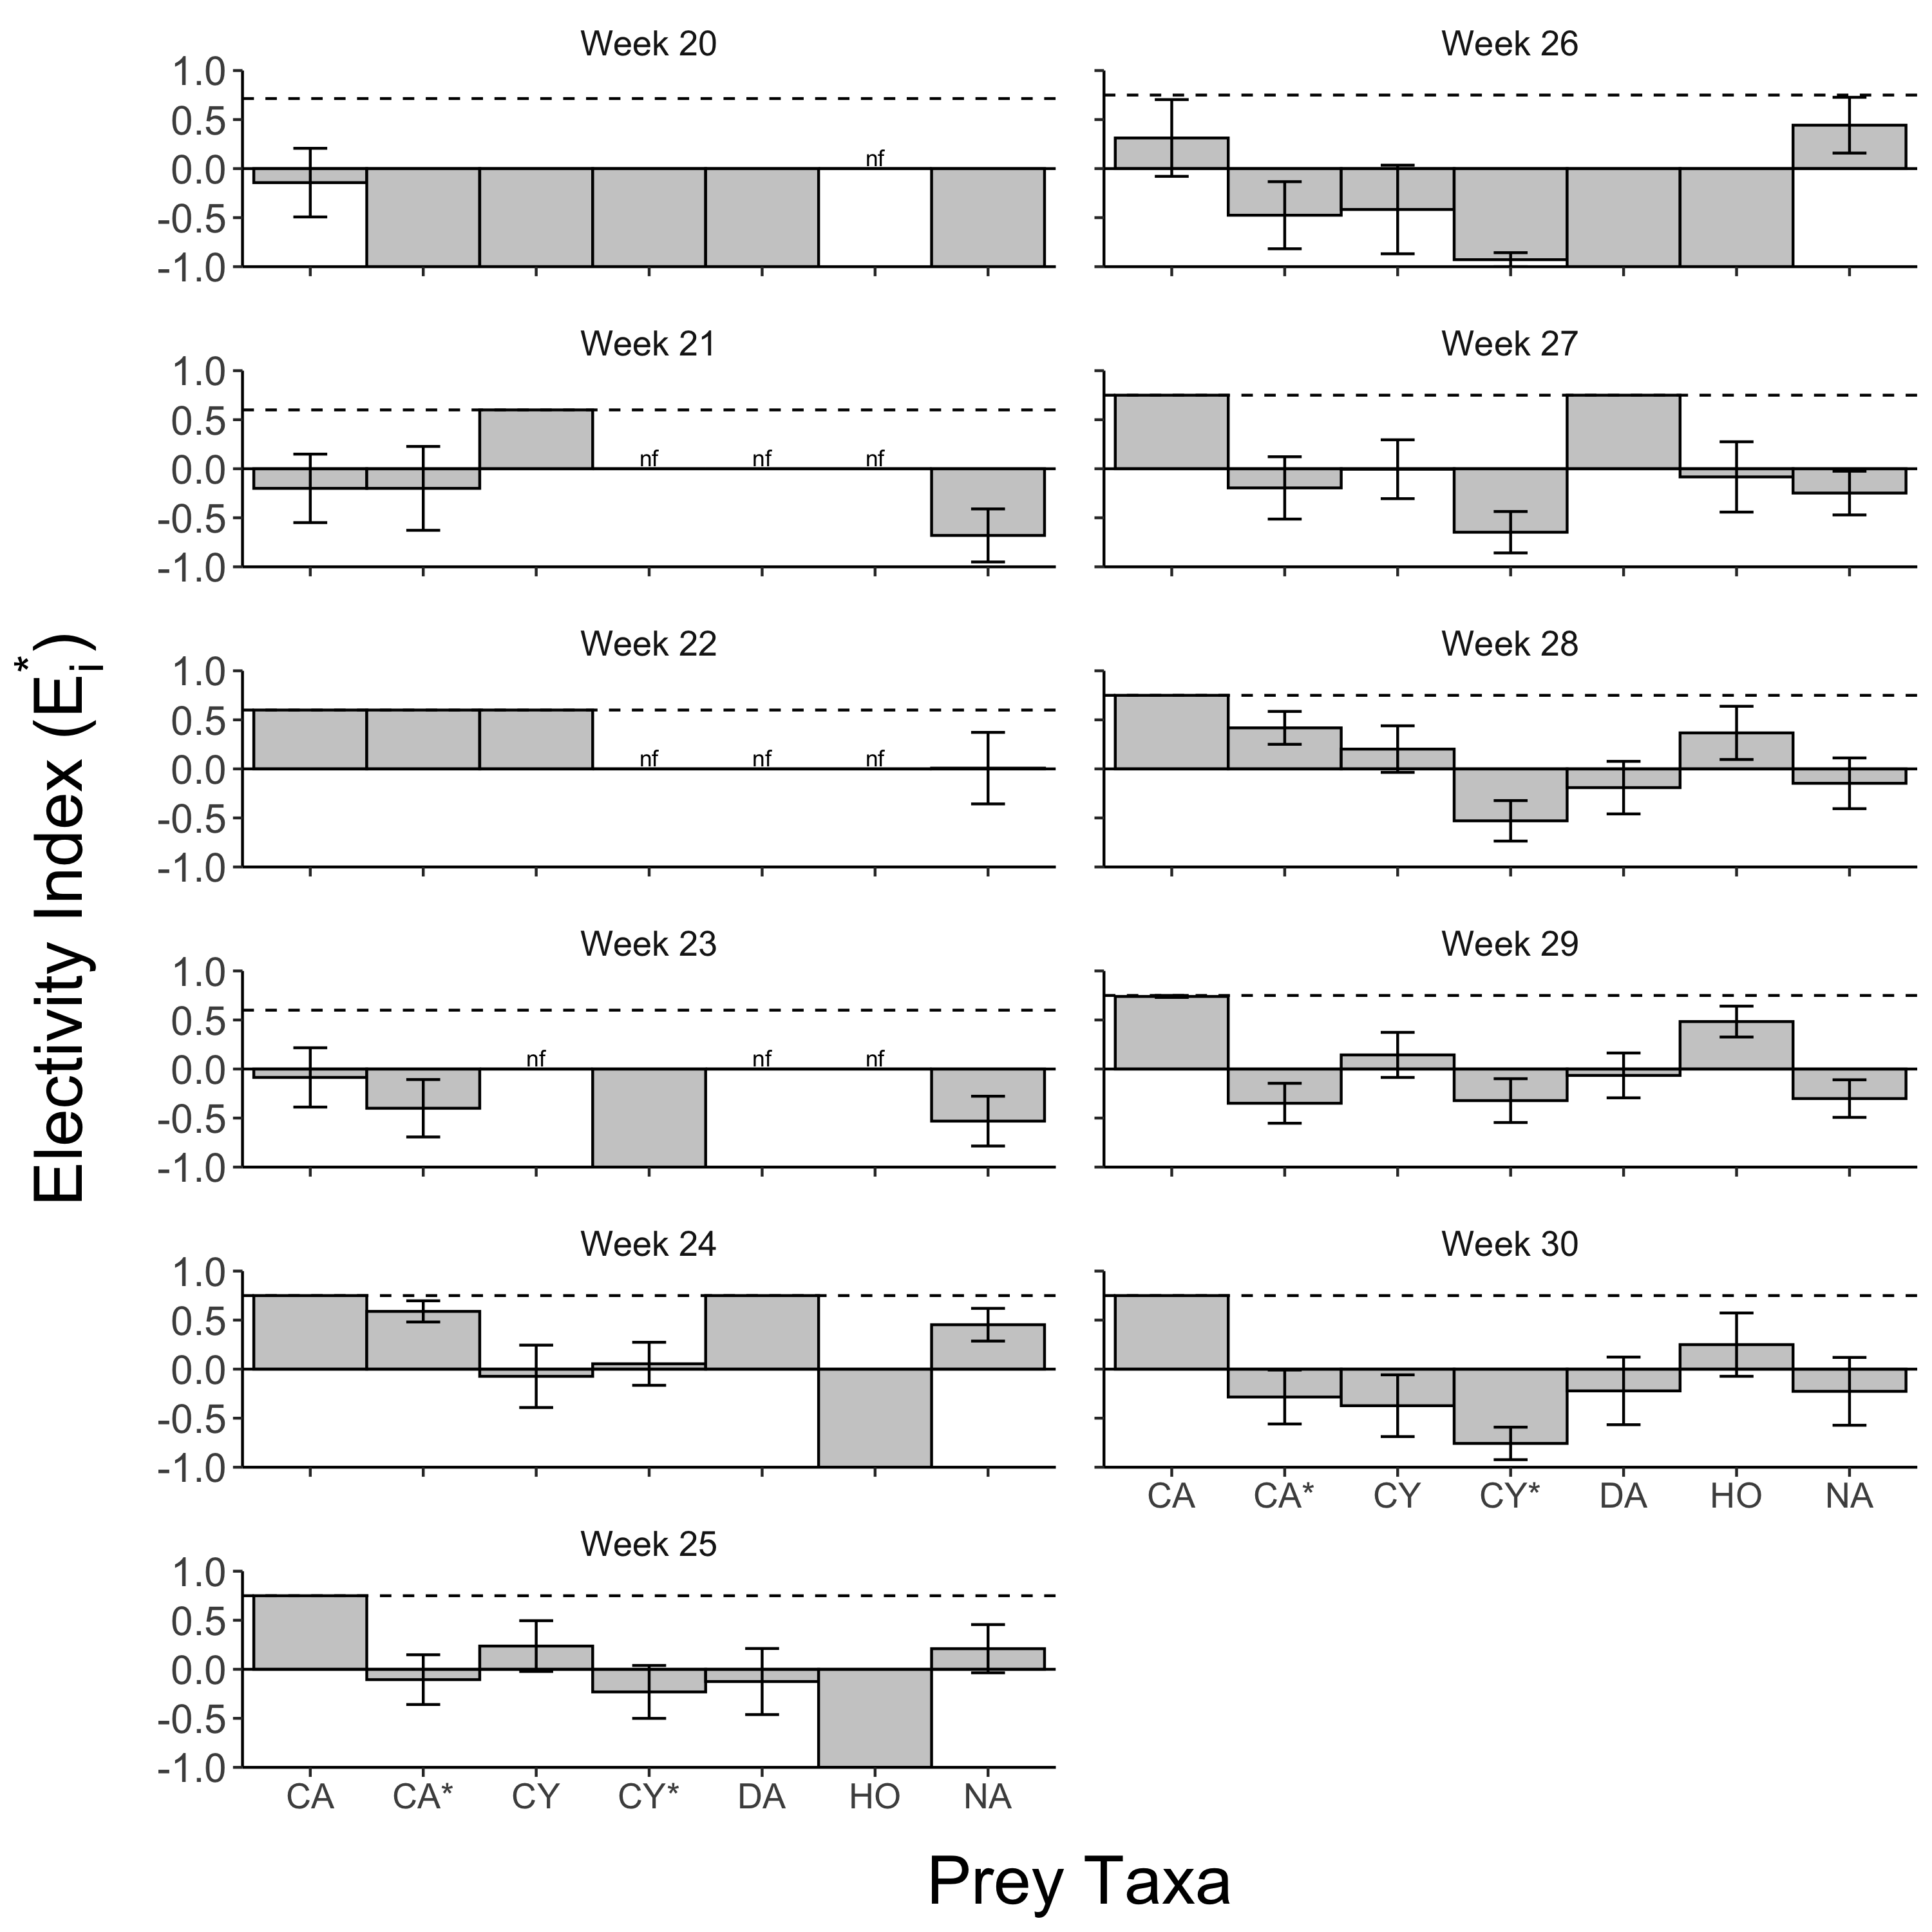 Week 20
1.0
0.5
0.0
-0.5
-1.0
nf
Week 26
Week 21
1.0
0.5
0.0
-0.5
-1.0
nf nf nf
Week 27
Week 22
1.0
0.5
0.0
-0.5
-1.0
nf nf nf
Week 28
Electivity Index (E*i)
Week 23
1.0
0.5
0.0
-0.5
-1.0
nf nf nf
Week 29
Week 24
1.0
0.5
0.0
-0.5
-1.0
Week 30
CA CA* CY CY* DA HO NA
Week 25
1.0
0.5
0.0
-0.5
-1.0
CA CA* CY CY* DA HO NA
Prey Taxa